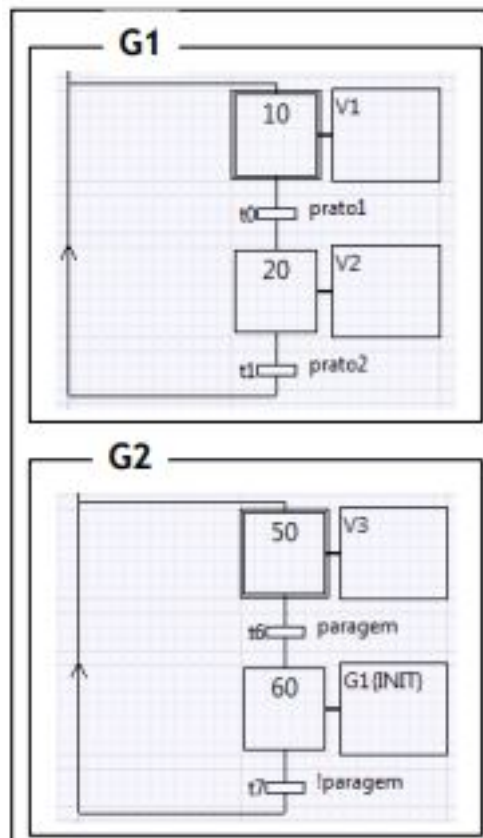 G1
10
V1
t0
prato1
20
V2
t1
prato2
G2
50
V3
t6
paragem
60
G1{INIT}
t7
!paragem